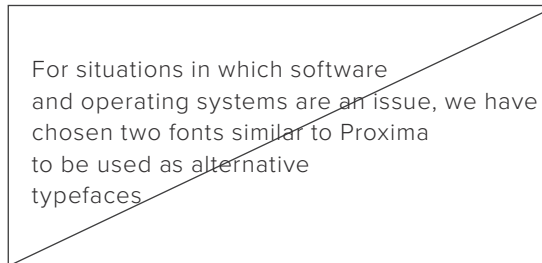 For situations in which software
and operating systems are an issue, we have
chosen two fonts similar to Proxima
to be used as alternative
typefaces